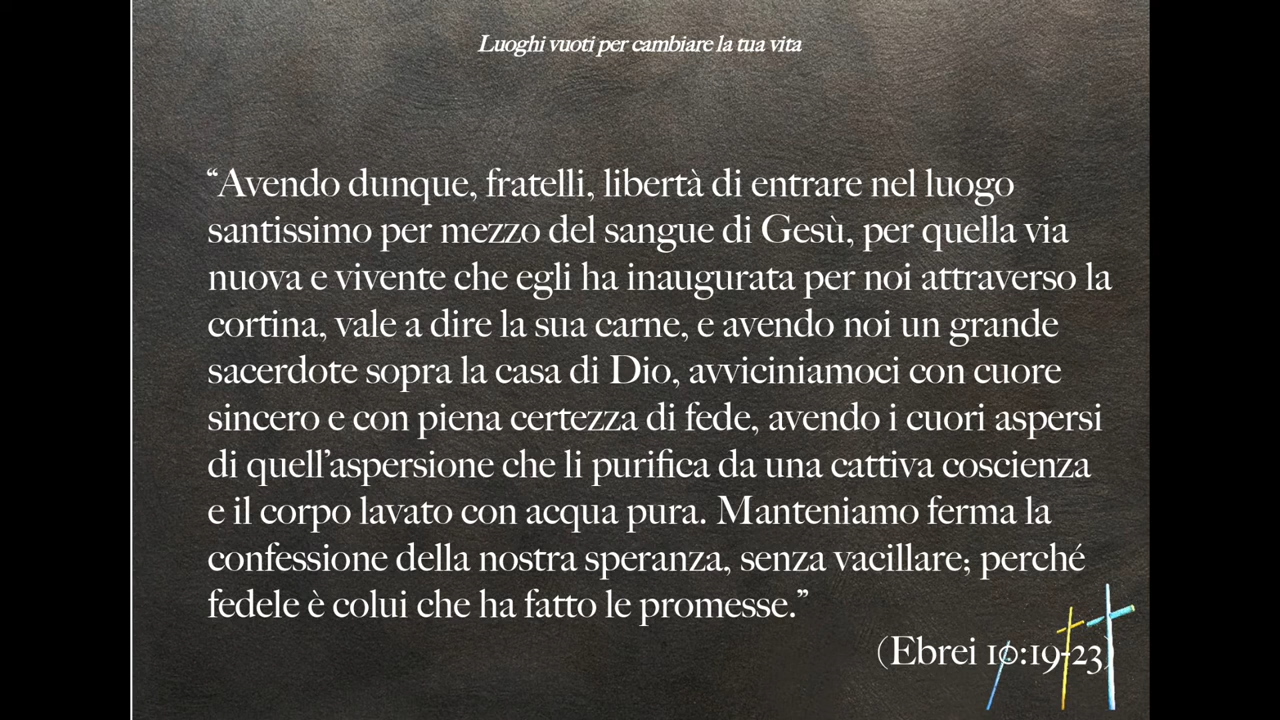 Luoghi vuoti per cambiare la tua vita
“Avendo dunque, fratelli, libertà di entrare nel luogo
santissimo per mezzo del sangue di Gesù, per quella via
nuova e vivente che egli ha inaugurata per noi attraverso la
cortina, vale a dire la sua carne, e avendo noi un grande
sacerdote sopra la casa di Dio, avviciniamoci con cuore
sincero e con piena certezza di fede, avendo i cuori aspersi
di quell’aspersione che li purifica da una cattiva coscienza
e il corpo lavato con acqua pura. Manteniamo ferma la
confessione della nostra speranza, senza vacillare; perché
fedele è colui che ha fatto le promesse.”
(Ebrei 10:19-23)